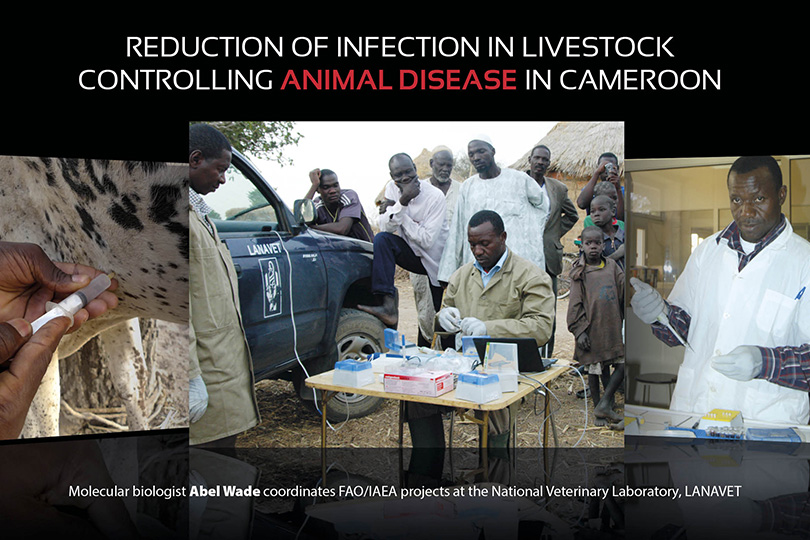 REDUCTION OF INFECTION IN LIVESTOCK
CONTROLLING ANIMAL DISEASE IN CAMEROON
LANAVET
Molecular biologist Abel Wade coordinates FAO/IAEA projects at the National Veterinary Laboratory, LANAVET